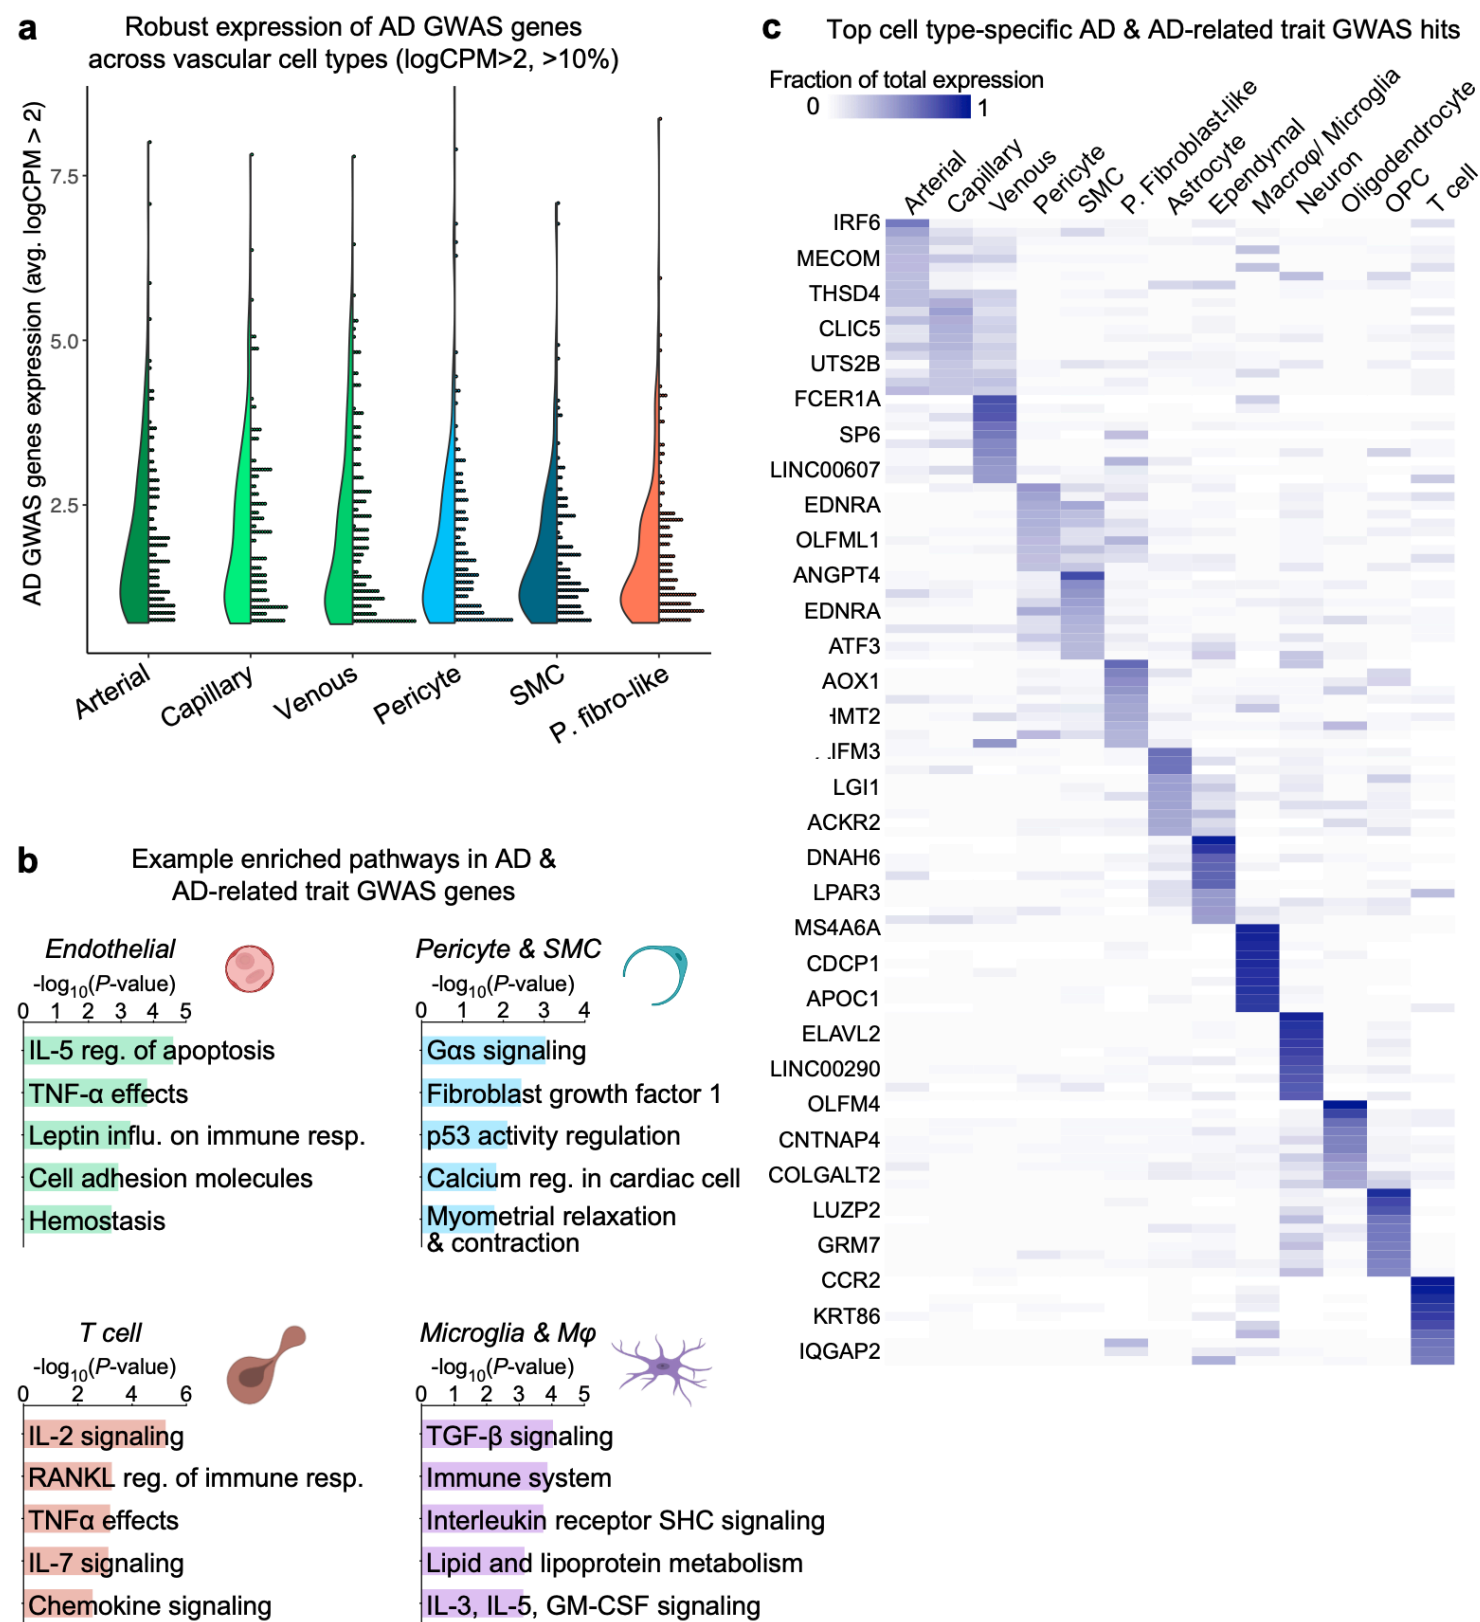 a
Robust expression of AD GWAS genes
across vascular cell types (logCPM>2, >10%)
AD GWAS genes expression (avg. logCPM > 2)
7.5
5.0
2.5
Arterial
Capillary
Venous
Pericyte
SMC
P. fibro-like
b
Example enriched pathways in AD &
AD-related trait GWAS genes
Endothelial
-log10(P-value)
0 1 2 3 4 5
IL-5 reg. of apoptosis
TNF-α effects
Leptin influ. on immune resp.
Cell adhesion molecules
Hemostasis
Pericyte & SMC
-log10(P-value)
0 1 2 3 4
Gαs signaling
Fibroblast growth factor 1
p53 activity regulation
Calcium reg. in cardiac cell
Myometrial relaxation
& contraction
T cell
-log10(P-value)
0 2 4 6
IL-2 signaling
RANKL reg. of immune resp.
TNFα effects
IL-7 signaling
Chemokine signaling
Microglia & Mφ
-log10(P-value)
0 1 2 3 4 5
TGF-β signaling
Immune system
Interleukin receptor SHC signaling
Lipid and lipoprotein metabolism
IL-3, IL-5, GM-CSF signaling
c
Top cell type-specific AD & AD-related trait GWAS hits
Fraction of total expression
0 1
Arterial
Capillary
Venous
Pericyte
SMC
P. Fibroblast-like
Astrocyte
Ependymal
Macroφ/ Microglia
Neuron
Oligodendrocyte
OPC
T cell
IRF6
MECOM
THSD4
CLIC5
UTS2B
FCER1A
SP6
LINC00607
EDNRA
OLFML1
ANGPT4
EDNRA
ATF3
AOX1
HMT2
IFM3
LGI1
ACKR2
DNAH6
LPAR3
MS4A6A
CDCP1
APOC1
ELAVL2
LINC00290
OLFM4
CNTNAP4
COLGALT2
LUZP2
GRM7
CCR2
KRT86
IQGAP2